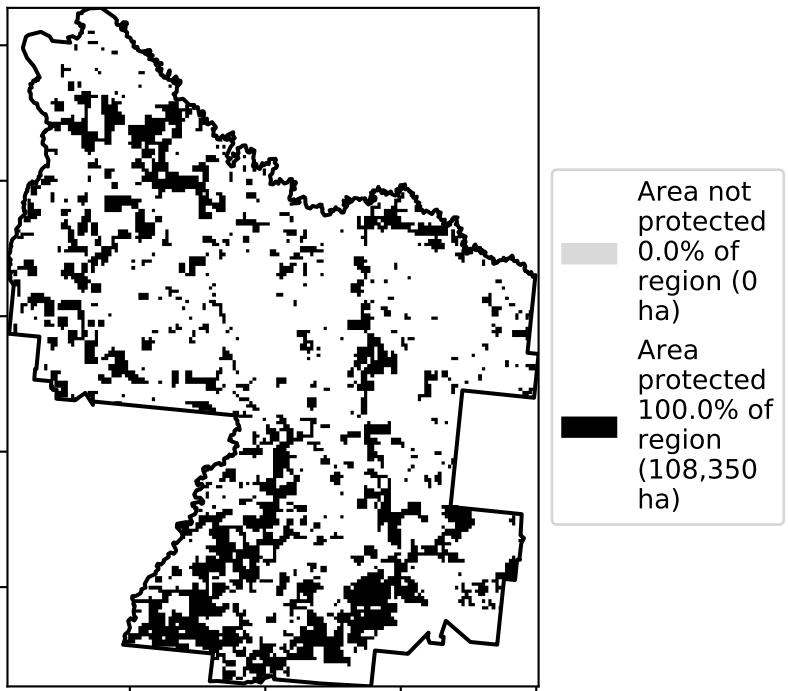 Area not
protected
0.0% of
region (0
ha)
Area
protected
100.0% of
region
(108,350
ha)